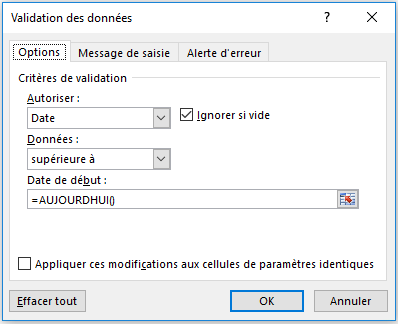 Validation des données
Options Message de saisie Alerte d'erreur
Critères de validation
Autoriser :
Date Ignorer si vide
Données :
supérieure à
Date de début :
=AUJOURDHUI()
Appliquer ces modifications aux cellules de paramètres identiques
Effacer tout OK Annuler